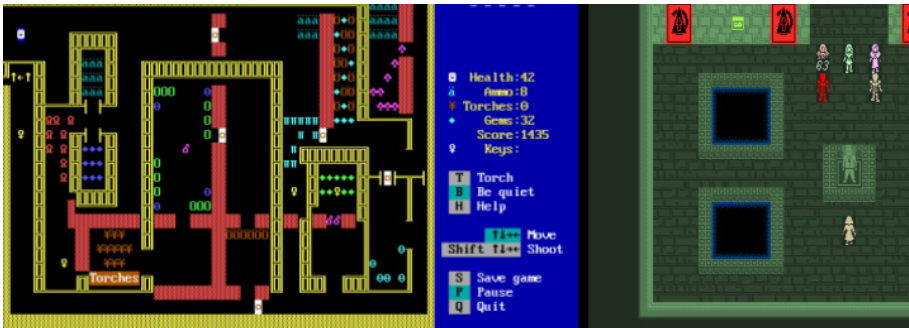 Health:42
Ammo:8
Torches:0
Gems:32
Score:1435
Keys:
T Torch
B Be quiet
H Help
↑↓→← Move
Shift ↑↓→← Shoot
S Save game
P Pause
Q Quit
Torches